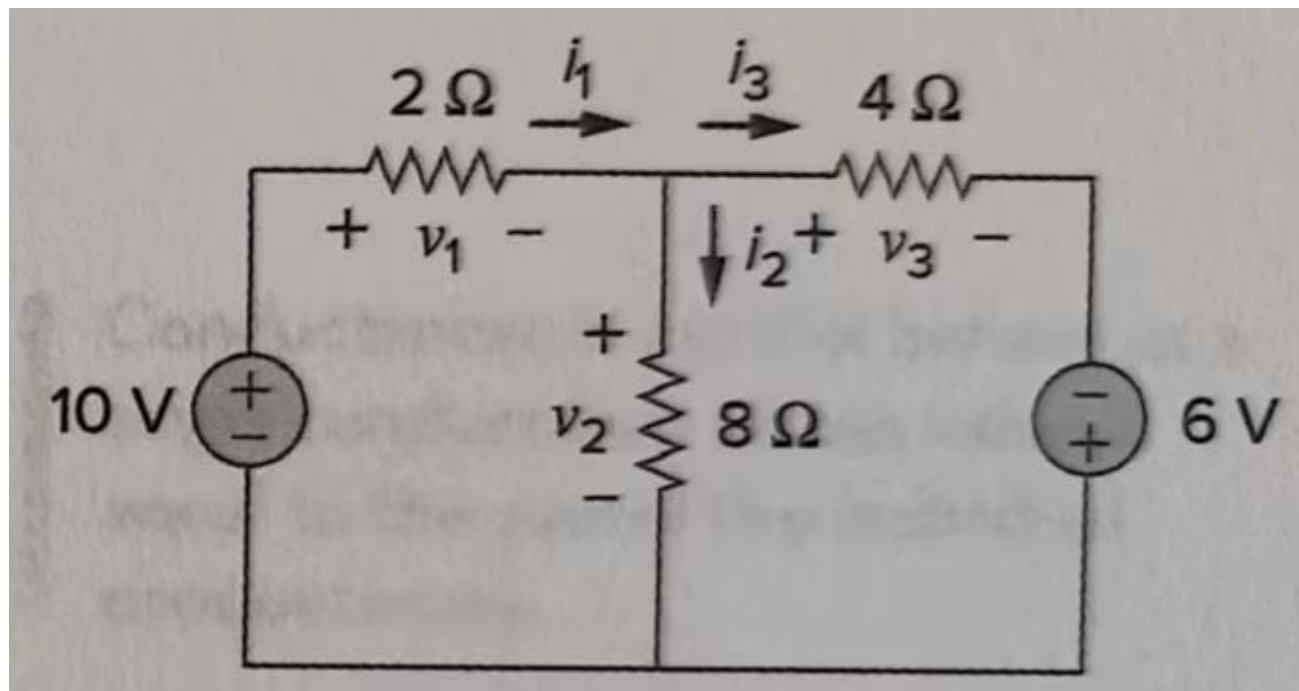 2 Ω i₁ i₃ 4 Ω
+ v₁ − i₂ + v₃ −
10 V + − + v₂ − 8 Ω − + 6 V